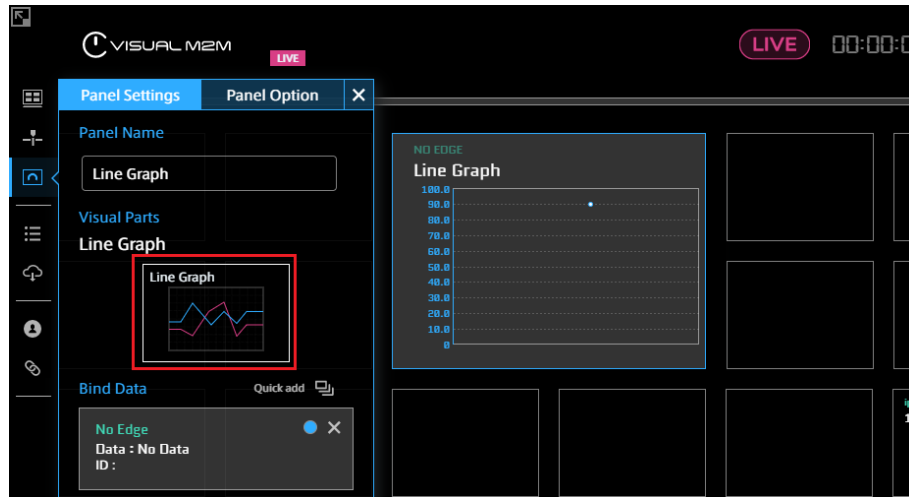 VISUAL M2M
LIVE
LIVE
00:00:0
Panel Settings
Panel Option
Panel Name
Line Graph
Visual Parts
Line Graph
Line Graph
Bind Data
Quick add
No Edge
Data : No Data
ID :
NO EDGE
Line Graph
100.0
90.0
80.0
70.0
60.0
50.0
40.0
30.0
20.0
10.0
0